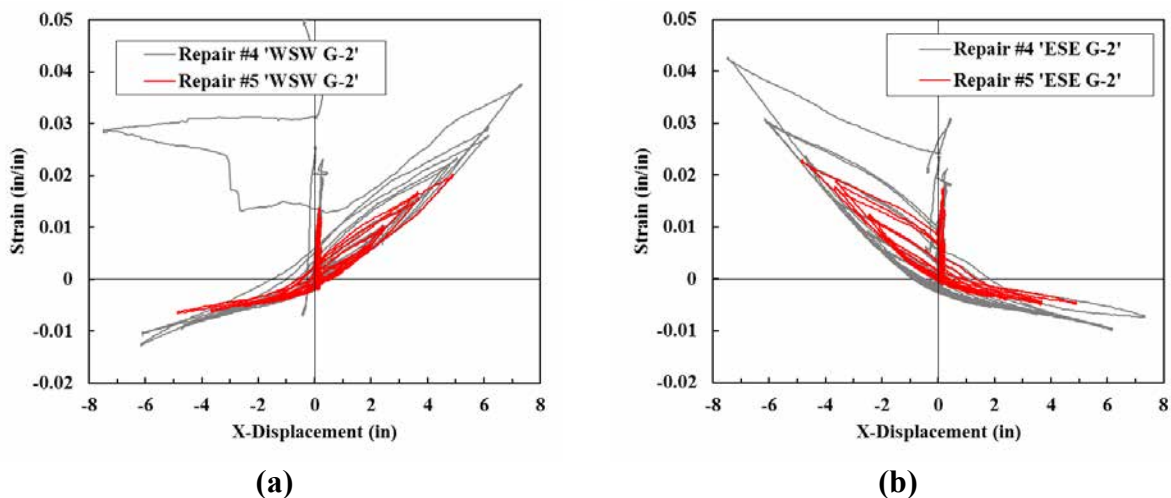 0.05
0.04
0.03
0.02
0.01
0
-0.01
-0.02
Strain (in/in)
Repair #4 'WSW G-2'
Repair #5 'WSW G-2'
-8 -6 -4 -2 0 2 4 6 8
X-Displacement (in)
(a)
0.05
0.04
0.03
0.02
0.01
0
-0.01
-0.02
Strain (in/in)
Repair #4 'ESE G-2'
Repair #5 'ESE G-2'
-8 -6 -4 -2 0 2 4 6 8
X-Displacement (in)
(b)